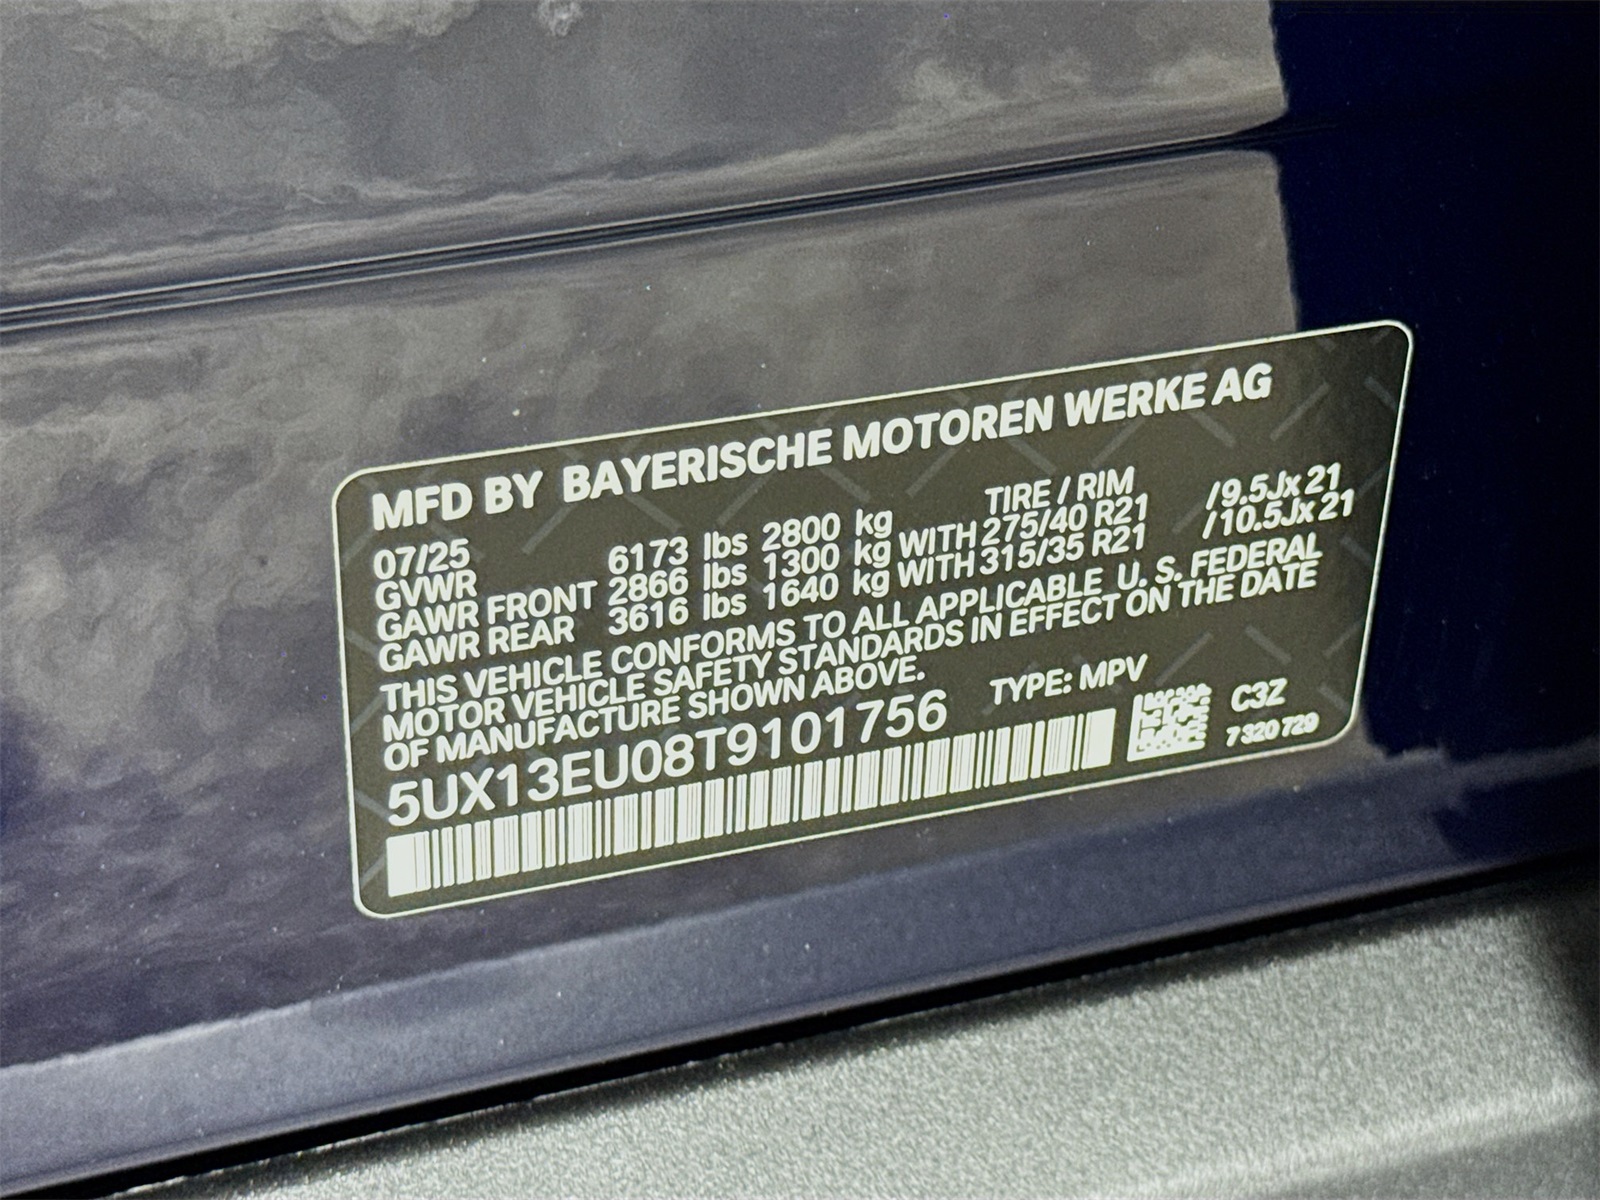 MFD BY BAYERISCHE MOTOREN WERKE AG
07/25 TIRE / RIM
GVWR 6173 lbs 2800 kg
GAWR FRONT 2866 lbs 1300 kg WITH 275/40 R21 /9.5Jx21
GAWR REAR 3616 lbs 1640 kg WITH 315/35 R21 /10.5Jx21
THIS VEHICLE CONFORMS TO ALL APPLICABLE U. S. FEDERAL
MOTOR VEHICLE SAFETY STANDARDS IN EFFECT ON THE DATE
OF MANUFACTURE SHOWN ABOVE.
5UX13EU08T9101756 TYPE: MPV
C3Z
7 320 729